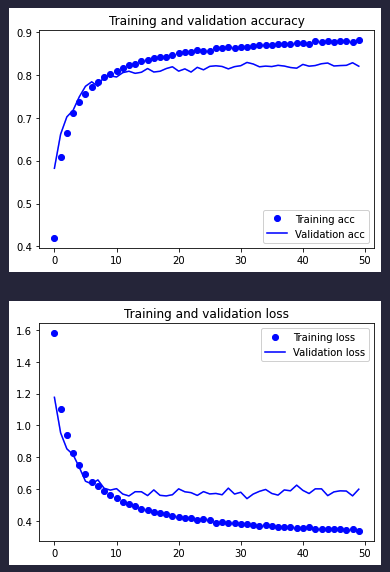 Training and validation accuracy
0.9
0.8
0.7
0.6
0.5
0.4
Training acc
Validation acc
0 10 20 30 40 50
Training and validation loss
1.6
1.4
1.2
1.0
0.8
0.6
0.4
Training loss
Validation loss
0 10 20 30 40 50